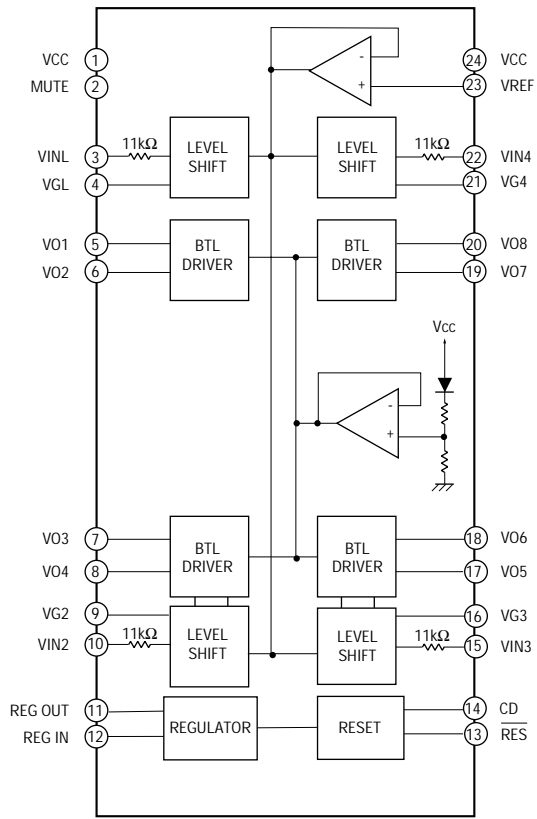 VCC 1
24 VCC
MUTE 2
-
+
23 VREF
VINL 3 11kΩ LEVEL SHIFT
LEVEL SHIFT 11kΩ 22 VIN4
VGL 4
21 VG4
VO1 5 BTL DRIVER
BTL DRIVER 20 VO8
VO2 6
19 VO7
Vcc
-
+
VO3 7 BTL DRIVER
BTL DRIVER 18 VO6
VO4 8
17 VO5
VG2 9
16 VG3
VIN2 10 11kΩ LEVEL SHIFT
LEVEL SHIFT 11kΩ 15 VIN3
REG OUT 11
REGULATOR
RESET
14 CD
REG IN 12
13 RES